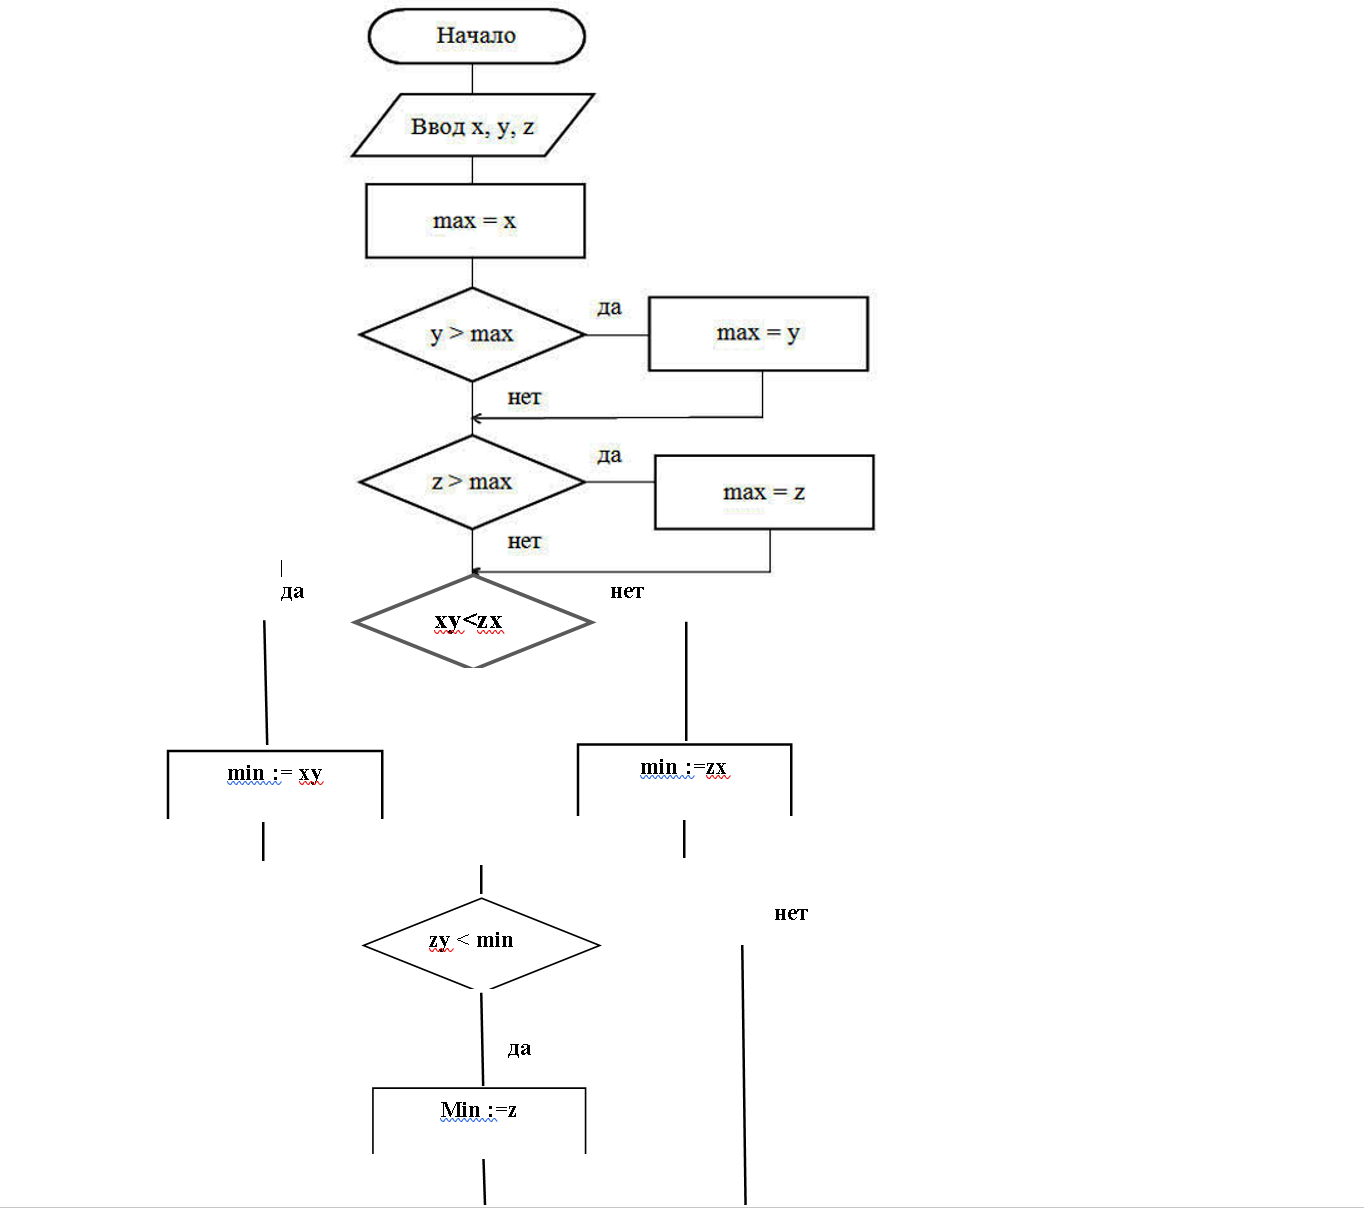 Начало
Ввод x, y, z
max = x
да
y > max
max = y
нет
да
z > max
max = z
нет
да
нет
xy<zx
min := xy
min :=zx
нет
zy < min
да
Min :=z